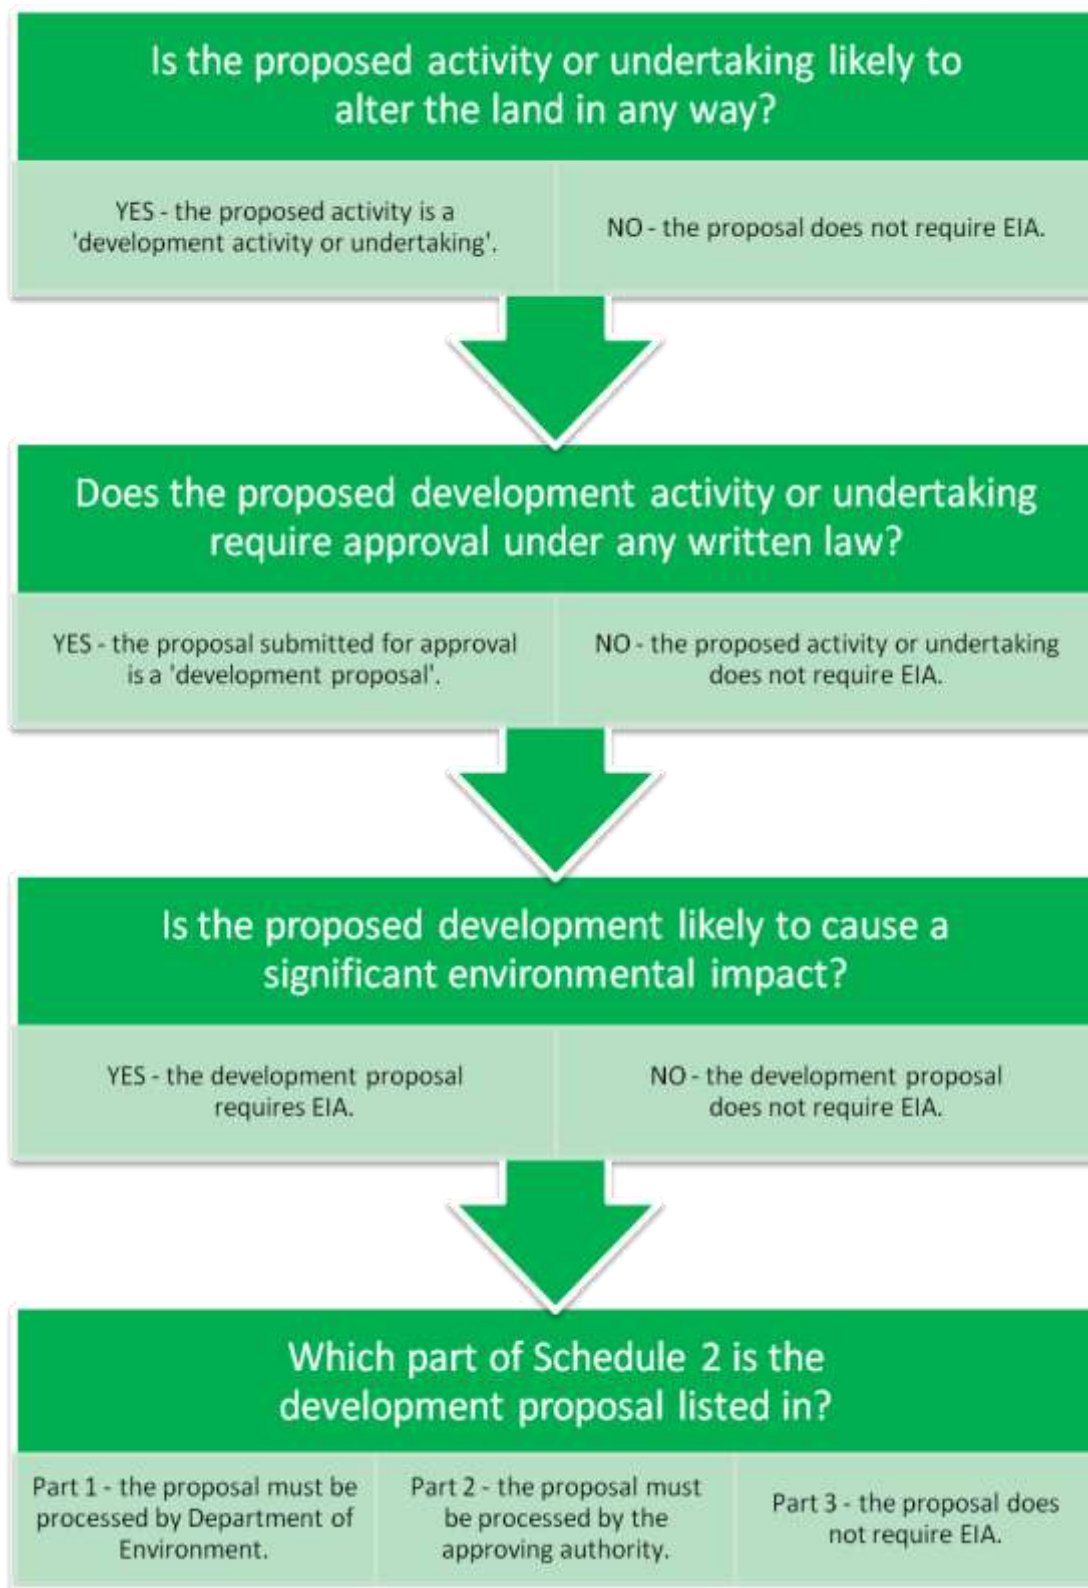 Is the proposed activity or undertaking likely to
alter the land in any way?
YES - the proposed activity is a
'development activity or undertaking'.
NO - the proposal does not require EIA.
Does the proposed development activity or undertaking
require approval under any written law?
YES - the proposal submitted for approval
is a 'development proposal'.
NO - the proposed activity or undertaking
does not require EIA.
Is the proposed development likely to cause a
significant environmental impact?
YES - the development proposal
requires EIA.
NO - the development proposal
does not require EIA.
Which part of Schedule 2 is the
development proposal listed in?
Part 1 - the proposal must be
processed by Department of
Environment.
Part 2 - the proposal must
be processed by the
approving authority.
Part 3 - the proposal does
not require EIA.